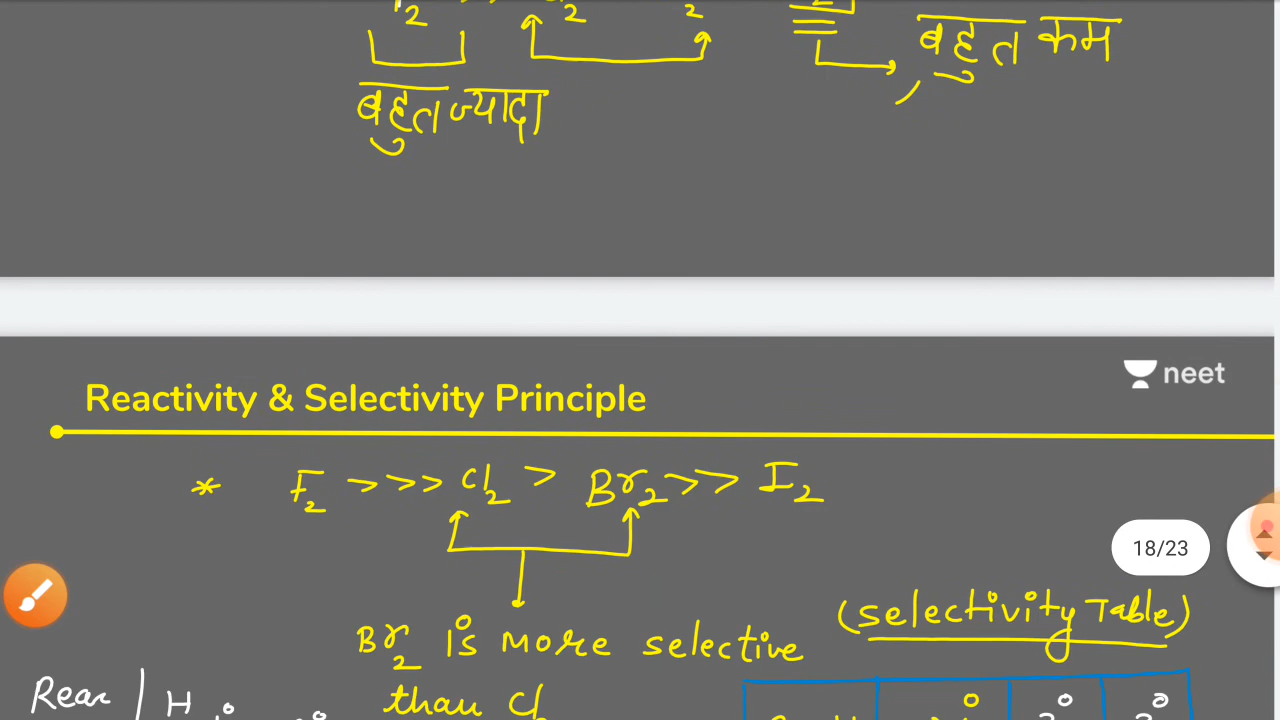 बहुत कम
बहुत ज्यादा
neet
Reactivity & Selectivity Principle
* F₂ >>> Cl₂ > Br₂ >> I₂
18/23
(selectivity Table)
Br₂ is more selective
than Cl
H